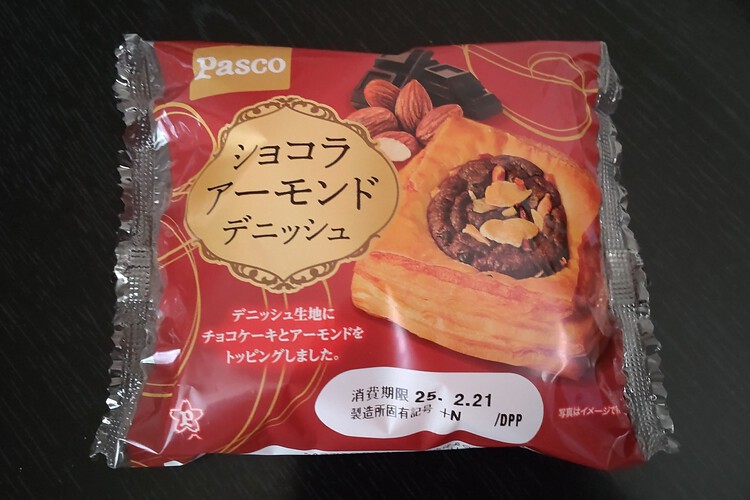 Pasco
ショコラ
アーモンド
デニッシュ
デニッシュ生地に
チョコケーキとアーモンドを
トッピングしました。
消費期限 25. 2.21
製造所固有記号 +N /DPP
写真はイメージで